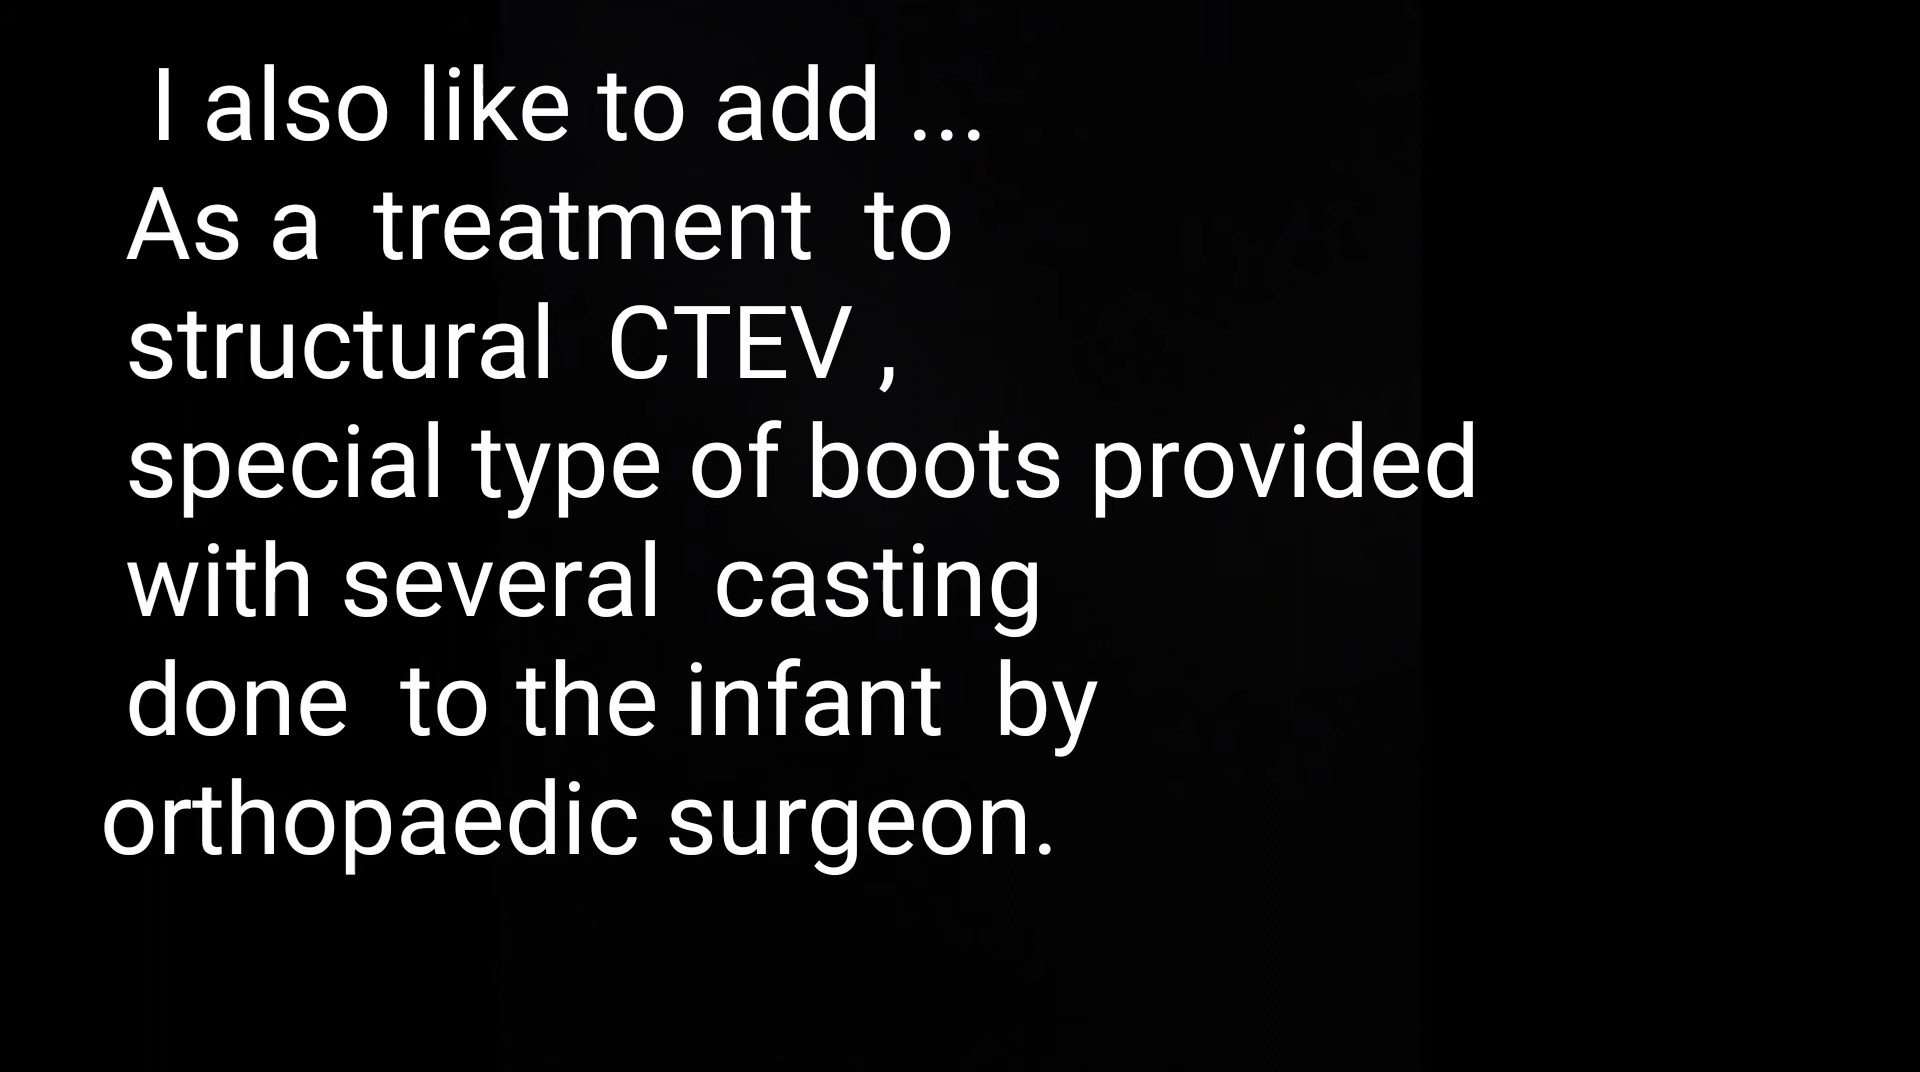 I also like to add ...
As a treatment to
structural CTEV ,
special type of boots provided
with several casting
done to the infant by
orthopaedic surgeon.